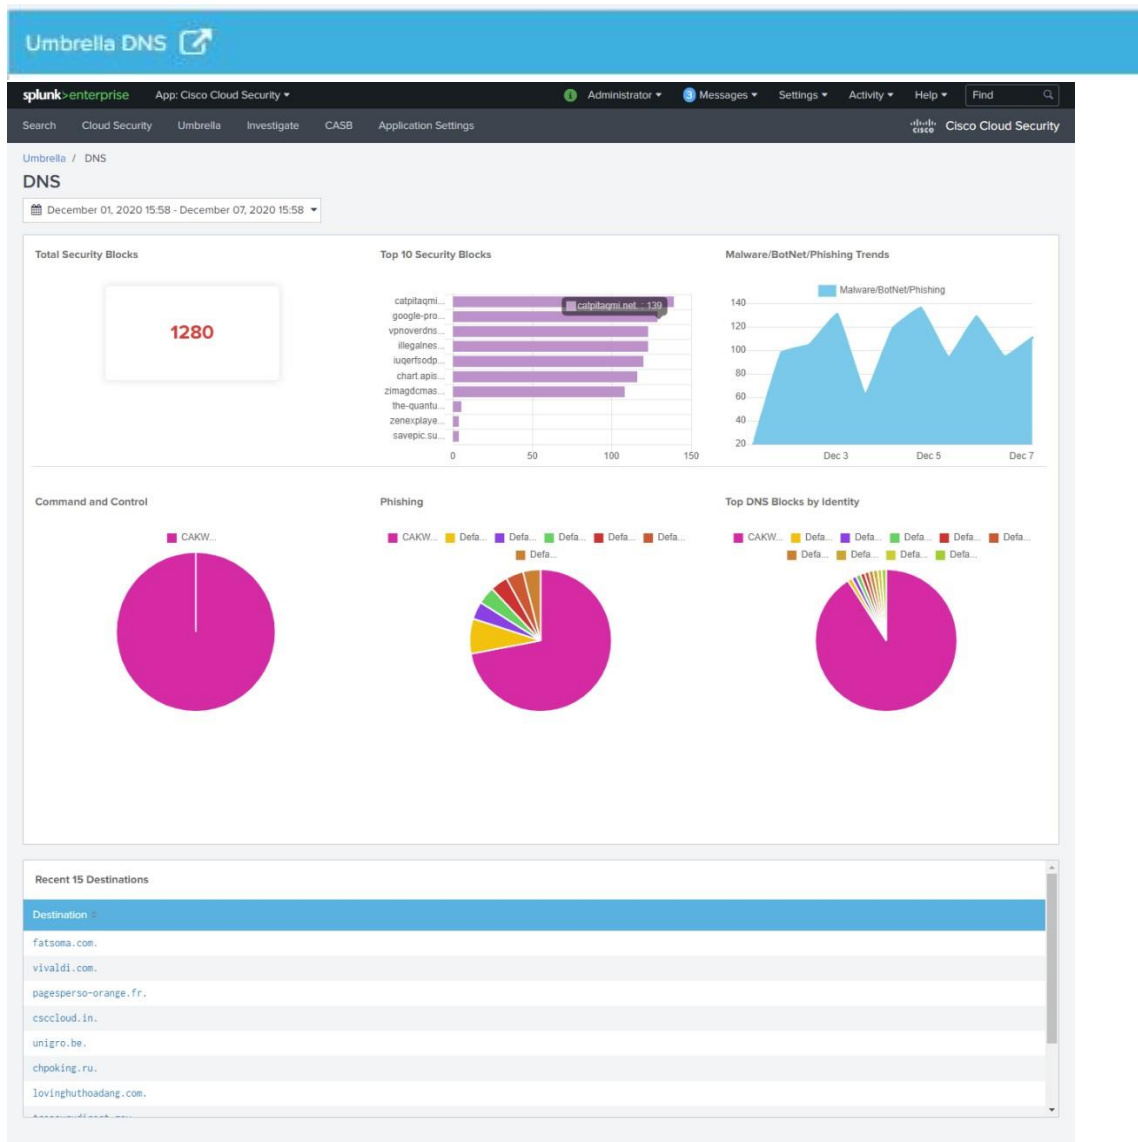 Umbrella DNS
splunk>enterprise App: Cisco Cloud Security
i Administrator 3 Messages Settings Activity Help Find
Search Cloud Security Umbrella Investigate CASB Application Settings
cisco Cisco Cloud Security
Umbrella / DNS
DNS
December 01, 2020 15:58 - December 07, 2020 15:58
Total Security Blocks
1280
Top 10 Security Blocks
catpitaqmi...
google-pro...
vpnoverdns...
illegalnes...
iuqerfsodp...
chart.apis...
zimagdcmas...
the-quantu...
zenexplaye...
savepic.su...
catpitaqmi.net. : 139
0 50 100 150
Malware/BotNet/Phishing Trends
Malware/BotNet/Phishing
140
120
100
80
60
40
20
Dec 3 Dec 5 Dec 7
Command and Control
CAKW...
Phishing
CAKW... Defa... Defa... Defa... Defa... Defa...
Defa...
Top DNS Blocks by Identity
CAKW... Defa... Defa... Defa... Defa... Defa...
Defa... Defa... Defa... Defa...
Recent 15 Destinations
Destination
fatsoma.com.
vivaldi.com.
pagesperso-orange.fr.
csccloud.in.
unigro.be.
chpoking.ru.
lovinghuthoadang.com.